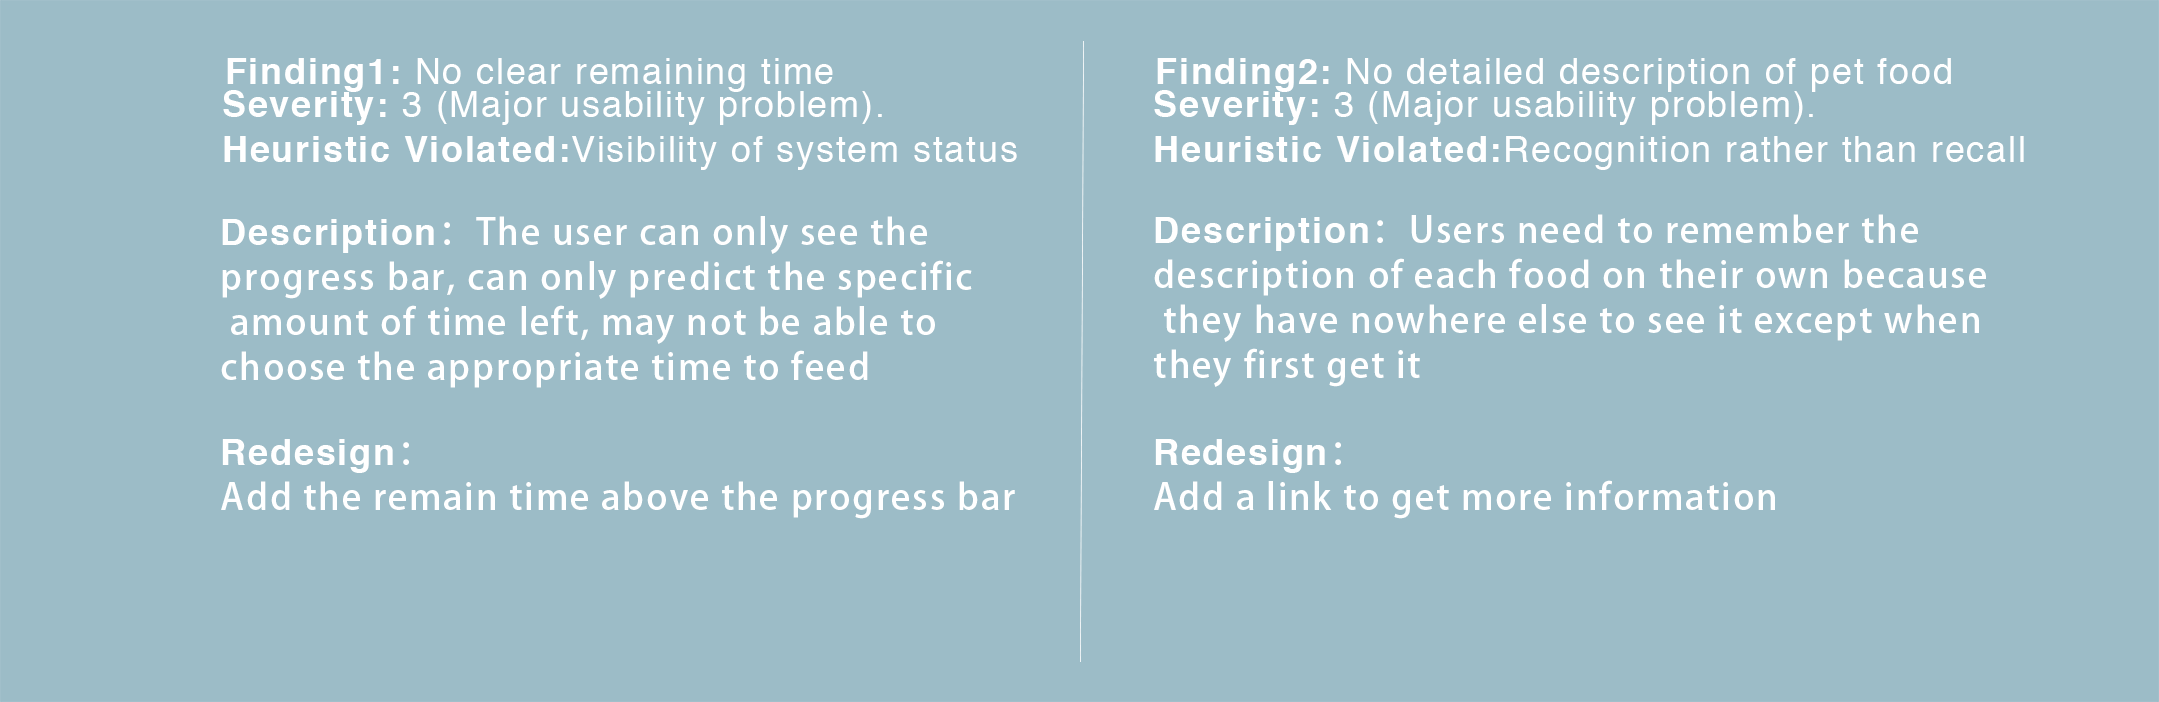 Finding1: No clear remaining time
Severity: 3 (Major usability problem).
Heuristic Violated:Visibility of system status
Description： The user can only see the
progress bar, can only predict the specific
amount of time left, may not be able to
choose the appropriate time to feed
Redesign：
Add the remain time above the progress bar
Finding2: No detailed description of pet food
Severity: 3 (Major usability problem).
Heuristic Violated:Recognition rather than recall
Description： Users need to remember the
description of each food on their own because
they have nowhere else to see it except when
they first get it
Redesign：
Add a link to get more information